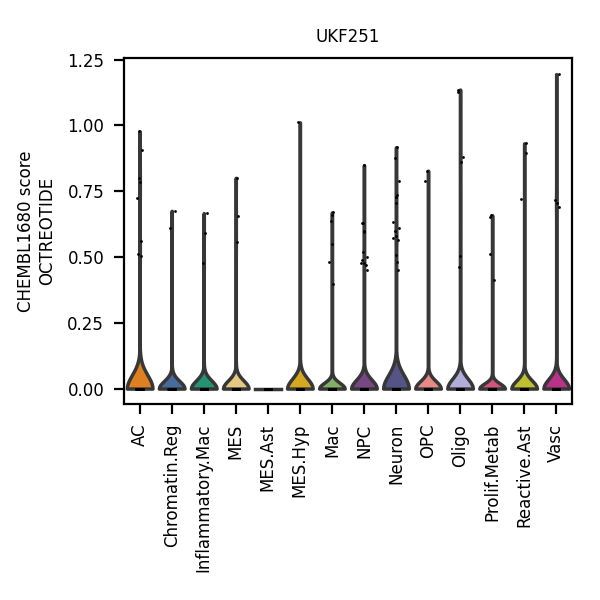 UKF251
CHEMBL1680 score
OCTREOTIDE
1.25
1.00
0.75
0.50
0.25
0.00
AC
Chromatin.Reg
Inflammatory.Mac
MES
MES.Ast
MES.Hyp
Mac
NPC
Neuron
OPC
Oligo
Prolif.Metab
Reactive.Ast
Vasc